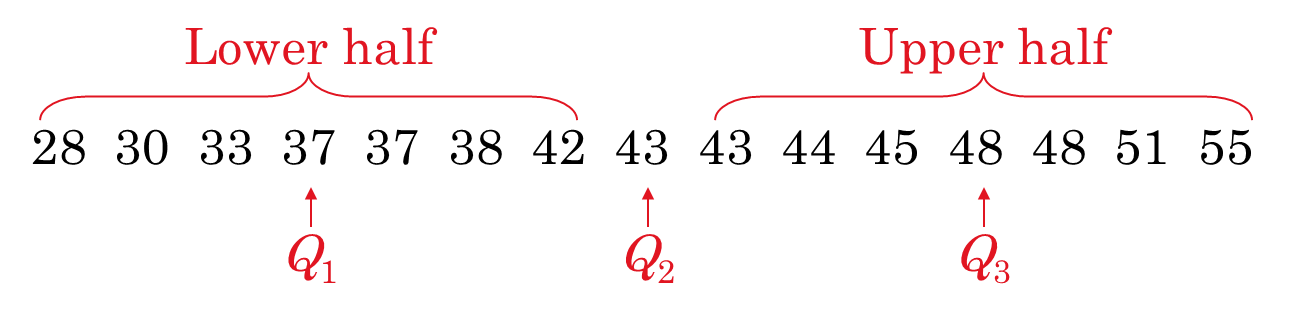 Lower half Upper half
28 30 33 37 37 38 42 43 43 44 45 48 48 51 55
Q₁ Q₂ Q₃